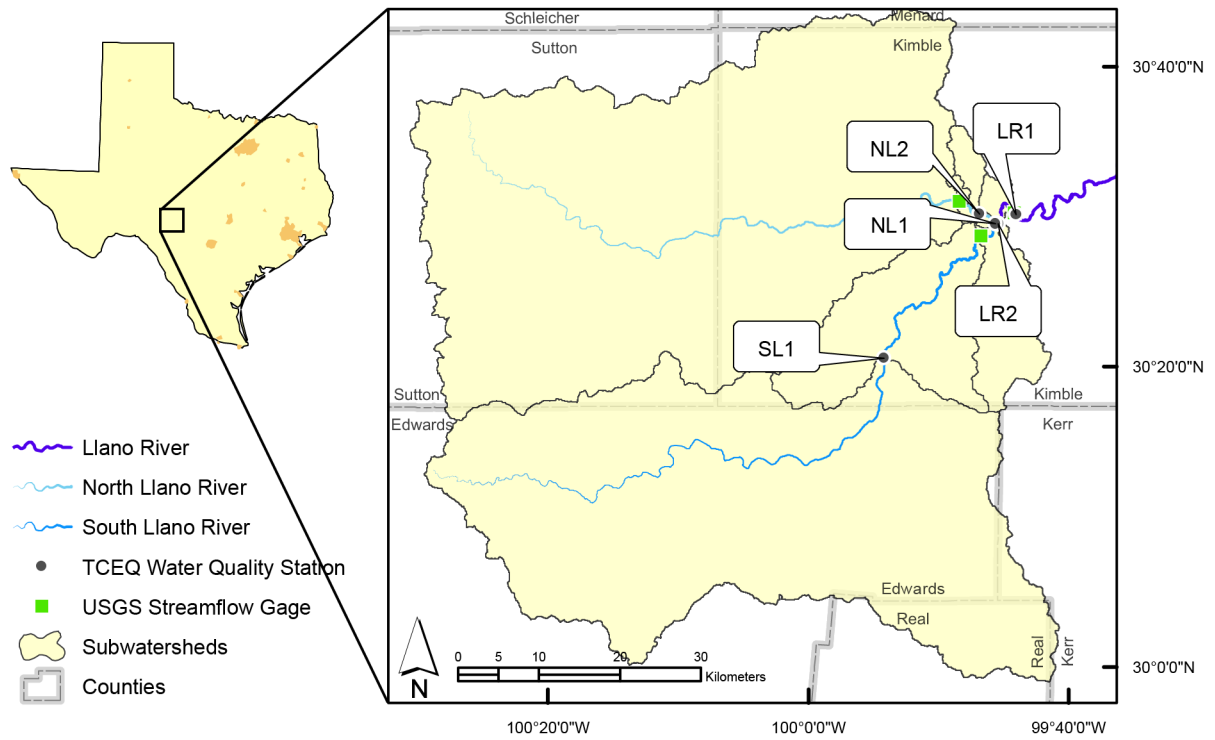 Schleicher
Menard
Sutton
Kimble
30°40'0"N
LR1
NL2
NL1
LR2
SL1
30°20'0"N
Sutton
Kimble
Edwards
Kerr
Llano River
North Llano River
South Llano River
TCEQ Water Quality Station
USGS Streamflow Gage
Subwatersheds
Counties
Edwards
Real
Real
Kerr
N
0 5 10 20 30
Kilometers
30°0'0"N
100°20'0"W
100°0'0"W
99°40'0"W